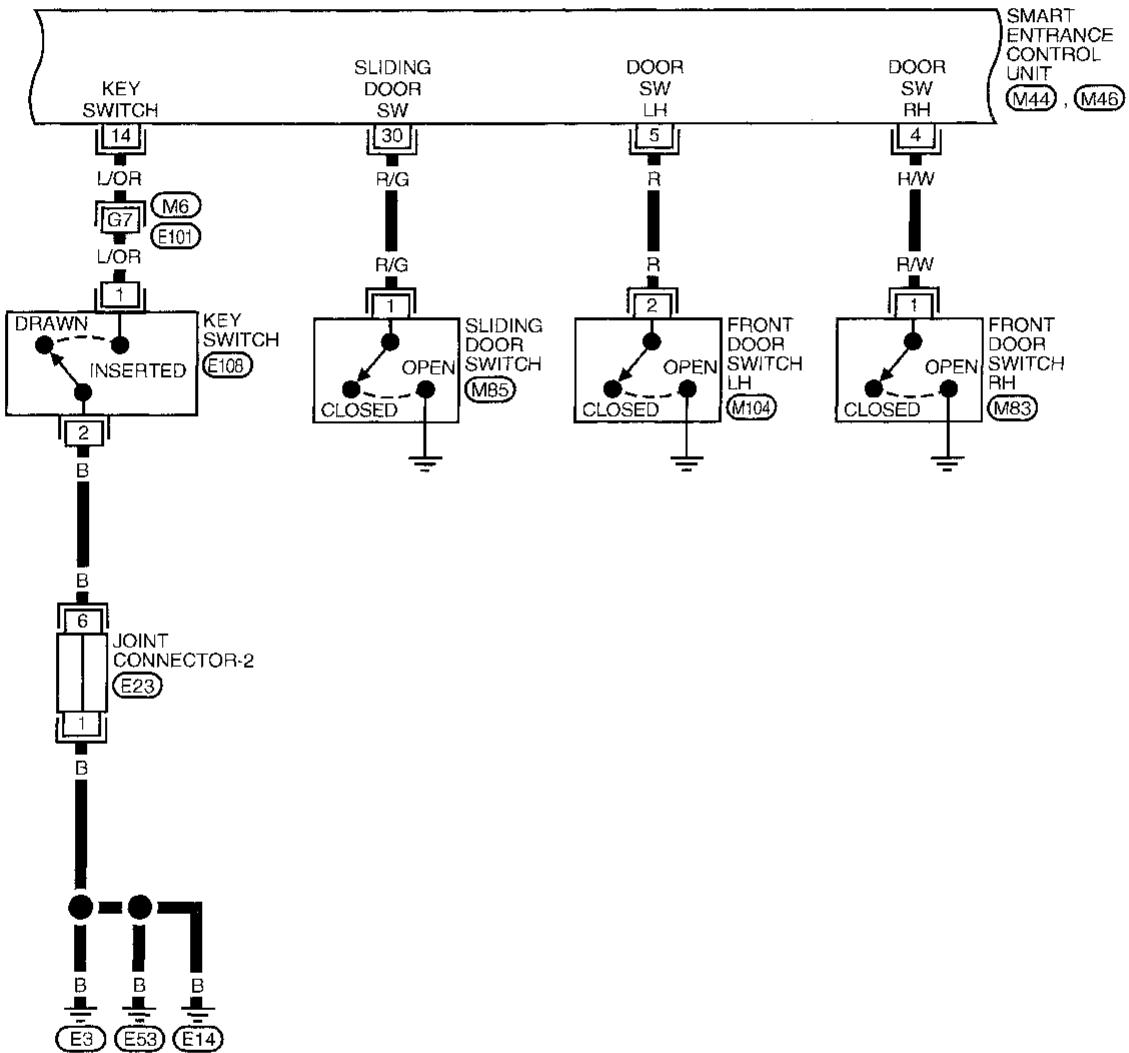 SMART
ENTRANCE
CONTROL
UNIT
M44 , M46
KEY
SWITCH
SLIDING
DOOR
SW
DOOR
SW
LH
DOOR
SW
RH
14
30
5
4
L/OR
R/G
R
R/W
G7
M6
E101
L/OR
R/G
R
R/W
1
1
2
1
DRAWN
INSERTED
KEY
SWITCH
E108
OPEN
CLOSED
SLIDING
DOOR
SWITCH
M85
OPEN
CLOSED
FRONT
DOOR
SWITCH
LH
M104
OPEN
CLOSED
FRONT
DOOR
SWITCH
RH
M83
2
B
B
6
JOINT
CONNECTOR-2
E23
1
B
B
B
B
E3
E53
E14